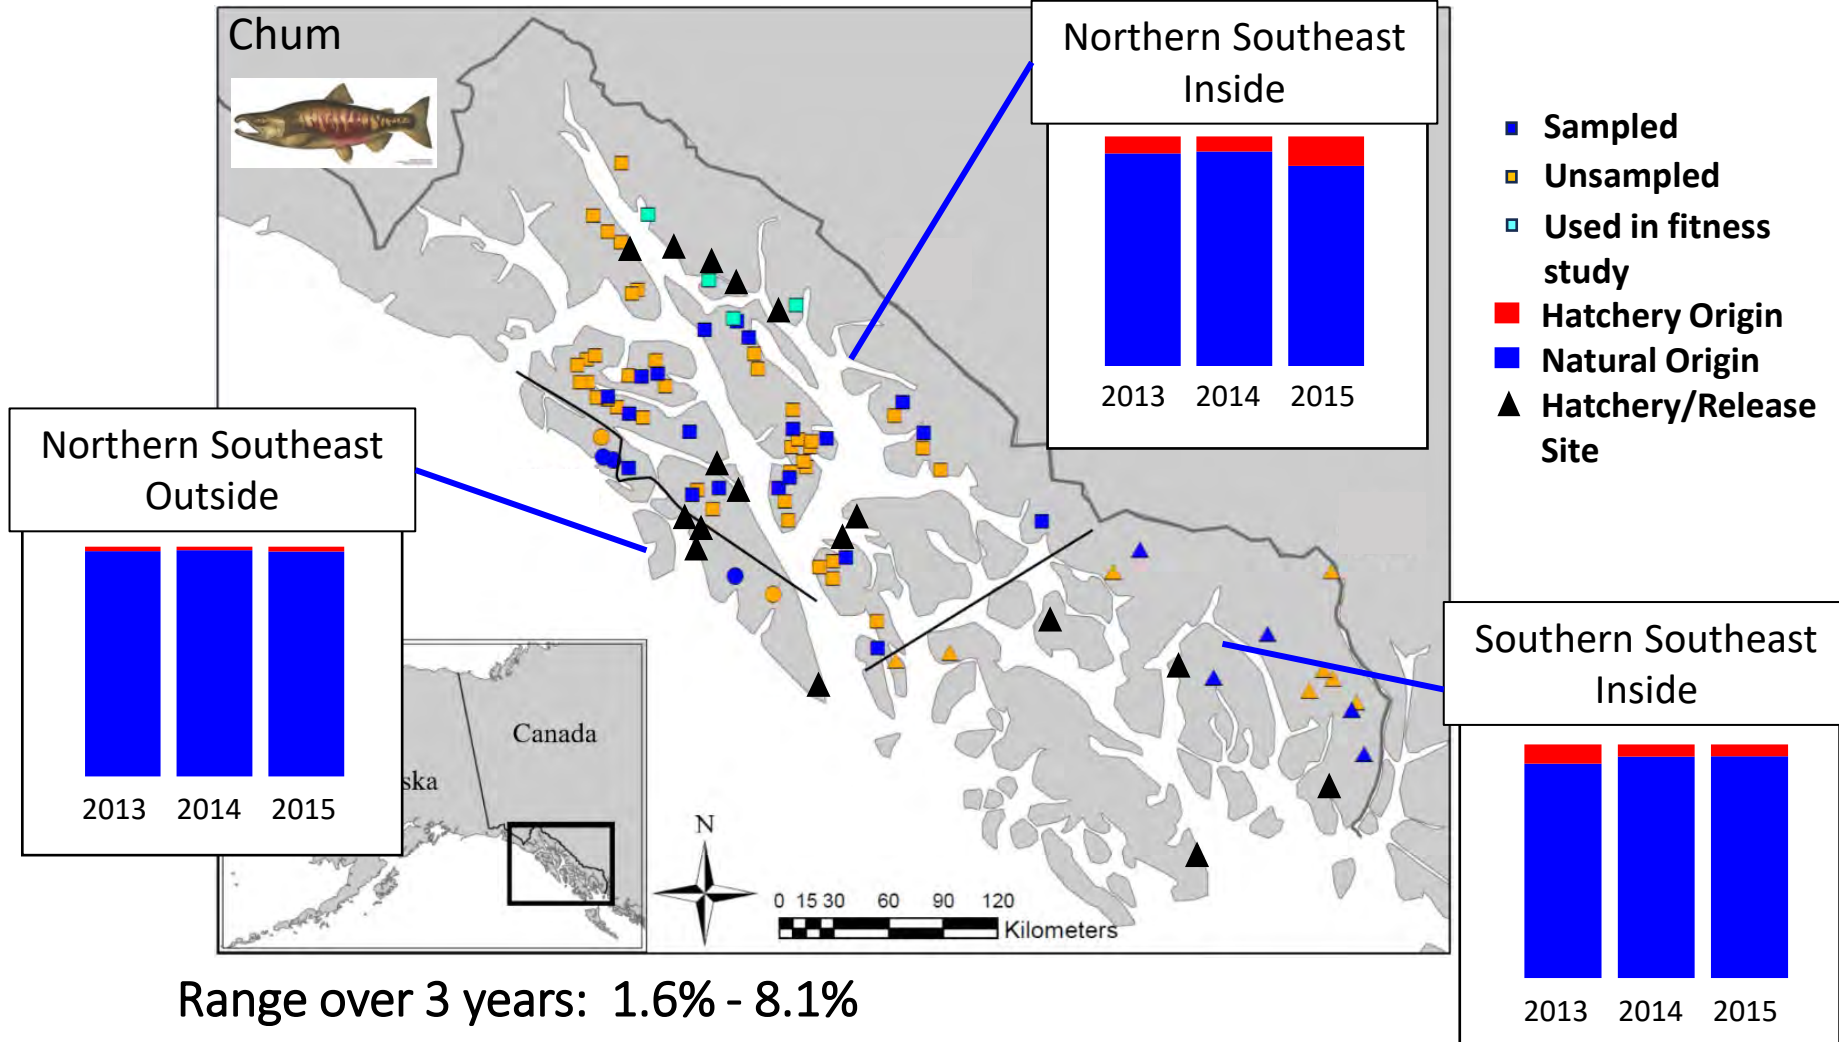 Chum
Northern Southeast
Inside
2013 2014 2015
Sampled
Unsampled
Used in fitness
study
Hatchery Origin
Natural Origin
Hatchery/Release
Site
Northern Southeast
Outside
2013 2014 2015
Southern Southeast
Inside
2013 2014 2015
Canada
ska
N
0 15 30 60 90 120
Kilometers
Range over 3 years: 1.6% - 8.1%